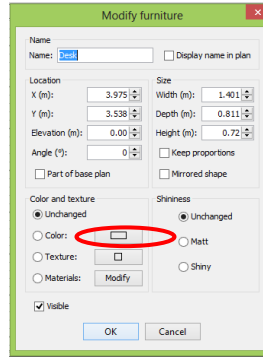 Modify furniture
Name
Name: Desk
Display name in plan
Location
X (m): 3.975
Y (m): 3.538
Elevation (m): 0.00
Angle (º): 0
Part of base plan
Size
Width (m): 1.401
Depth (m): 0.811
Height (m): 0.72
Keep proportions
Mirrored shape
Color and texture
Unchanged
Color:
Texture:
Materials: Modify
Shininess
Unchanged
Matt
Shiny
Visible
OK Cancel